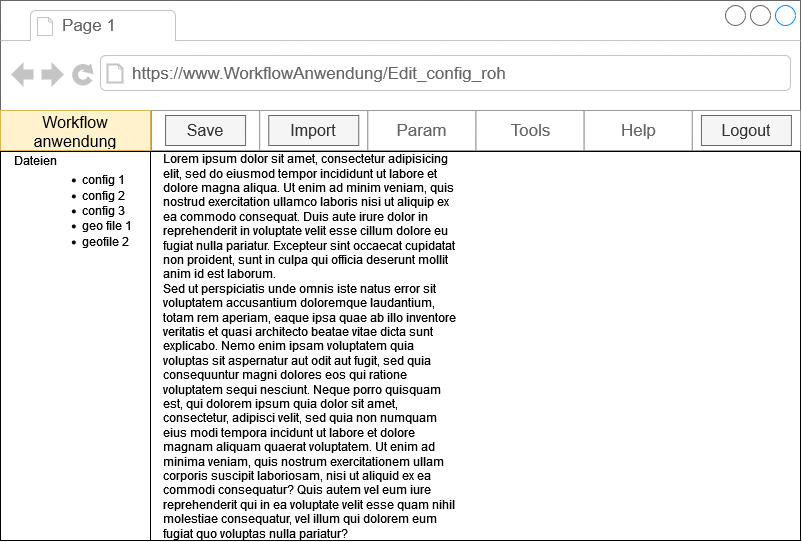 Page 1
https://www.WorkflowAnwendung/Edit_config_roh
Workflow
anwendung
Save
Import
Param
Tools
Help
Logout
Dateien
• config 1
• config 2
• config 3
• geo file 1
• geofile 2
Lorem ipsum dolor sit amet, consectetur adipisicing
elit, sed do eiusmod tempor incididunt ut labore et
dolore magna aliqua. Ut enim ad minim veniam, quis
nostrud exercitation ullamco laboris nisi ut aliquip ex
ea commodo consequat. Duis aute irure dolor in
reprehenderit in voluptate velit esse cillum dolore eu
fugiat nulla pariatur. Excepteur sint occaecat cupidatat
non proident, sunt in culpa qui officia deserunt mollit
anim id est laborum.
Sed ut perspiciatis unde omnis iste natus error sit
voluptatem accusantium doloremque laudantium,
totam rem aperiam, eaque ipsa quae ab illo inventore
veritatis et quasi architecto beatae vitae dicta sunt
explicabo. Nemo enim ipsam voluptatem quia
voluptas sit aspernatur aut odit aut fugit, sed quia
consequuntur magni dolores eos qui ratione
voluptatem sequi nesciunt. Neque porro quisquam
est, qui dolorem ipsum quia dolor sit amet,
consectetur, adipisci velit, sed quia non numquam
eius modi tempora incidunt ut labore et dolore
magnam aliquam quaerat voluptatem. Ut enim ad
minima veniam, quis nostrum exercitationem ullam
corporis suscipit laboriosam, nisi ut aliquid ex ea
commodi consequatur? Quis autem vel eum iure
reprehenderit qui in ea voluptate velit esse quam nihil
molestiae consequatur, vel illum qui dolorem eum
fugiat quo voluptas nulla pariatur?